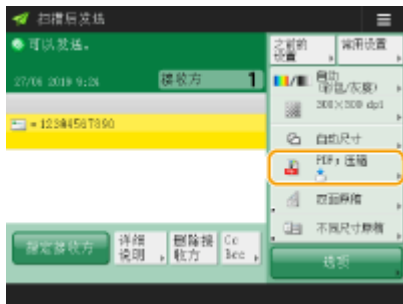 扫描后发送
可以发送。
27/06 2019 9:24
接收方 1
= 1234567890
指定接收方
详细
说明
删除接
收方
Cc
Bcc
之前的
设置
常用设置
自动
(彩色/灰度)
300×300 dpi
自动尺寸
PDF; 压缩
双面原稿
不同尺寸原稿
选项